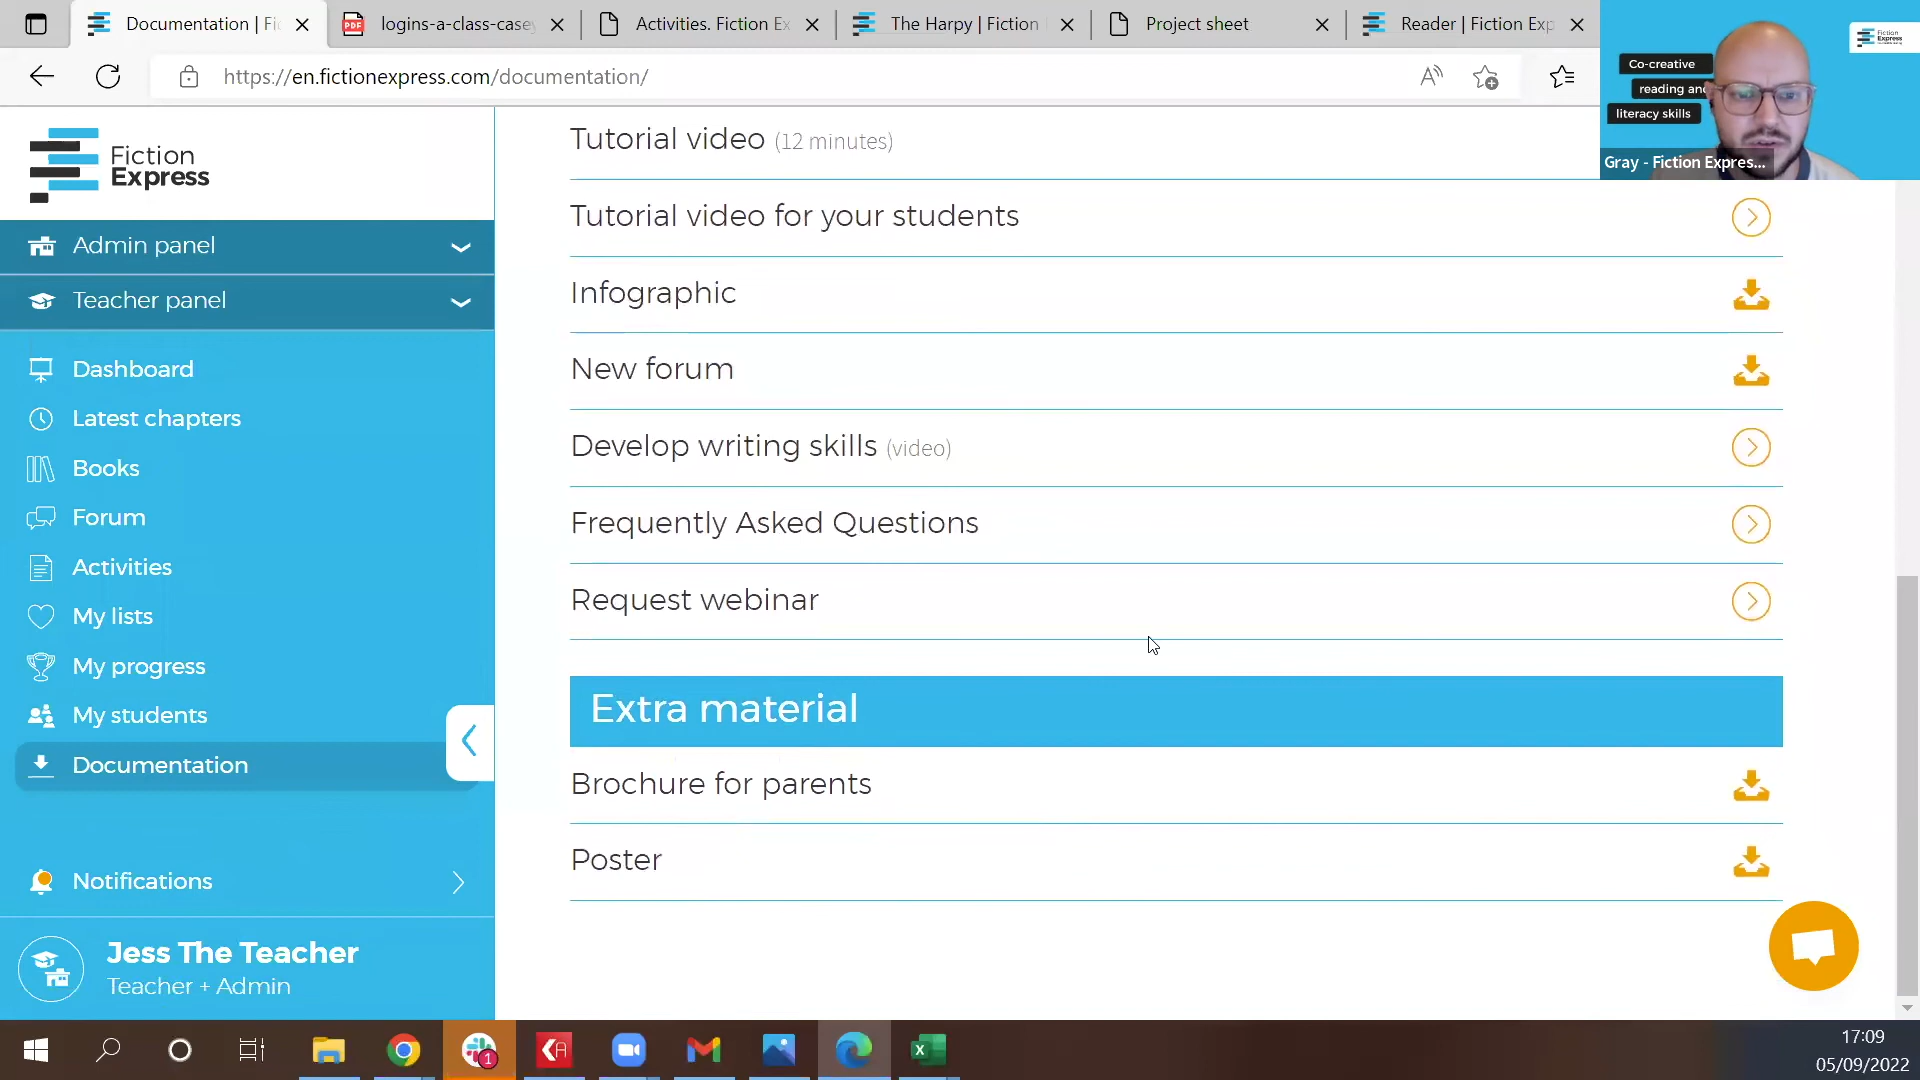 Documentation | Fi
logins-a-class-casey
Activities. Fiction Ex
The Harpy | Fiction
Project sheet
Reader | Fiction Exp
https://en.fictionexpress.com/documentation/
Co-creative
reading and
literacy skills
Fiction
Express
Gray - Fiction Expres...
Fiction
Express
Admin panel
Teacher panel
Dashboard
Latest chapters
Books
Forum
Activities
My lists
My progress
My students
Documentation
Notifications
Jess The Teacher
Teacher + Admin
Tutorial video (12 minutes)
Tutorial video for your students
Infographic
New forum
Develop writing skills (video)
Frequently Asked Questions
Request webinar
Extra material
Brochure for parents
Poster
1
17:09
05/09/2022